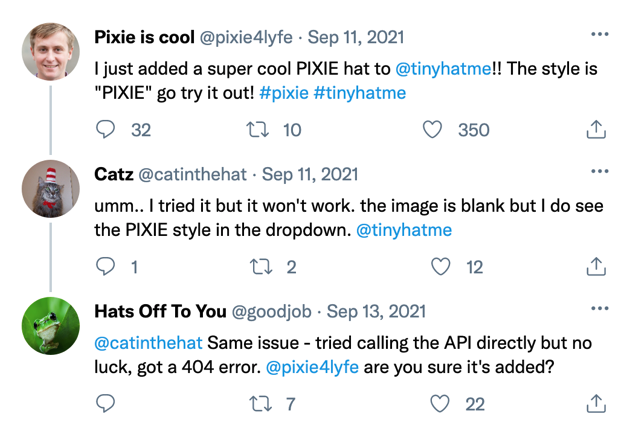 Pixie is cool @pixie4lyfe · Sep 11, 2021
I just added a super cool PIXIE hat to @tinyhatme!! The style is
"PIXIE" go try it out! #pixie #tinyhatme
32 10 350
Catz @catinthehat · Sep 11, 2021
umm.. I tried it but it won't work. the image is blank but I do see
the PIXIE style in the dropdown. @tinyhatme
1 2 12
Hats Off To You @goodjob · Sep 13, 2021
@catinthehat Same issue - tried calling the API directly but no
luck, got a 404 error. @pixie4lyfe are you sure it's added?
7 22